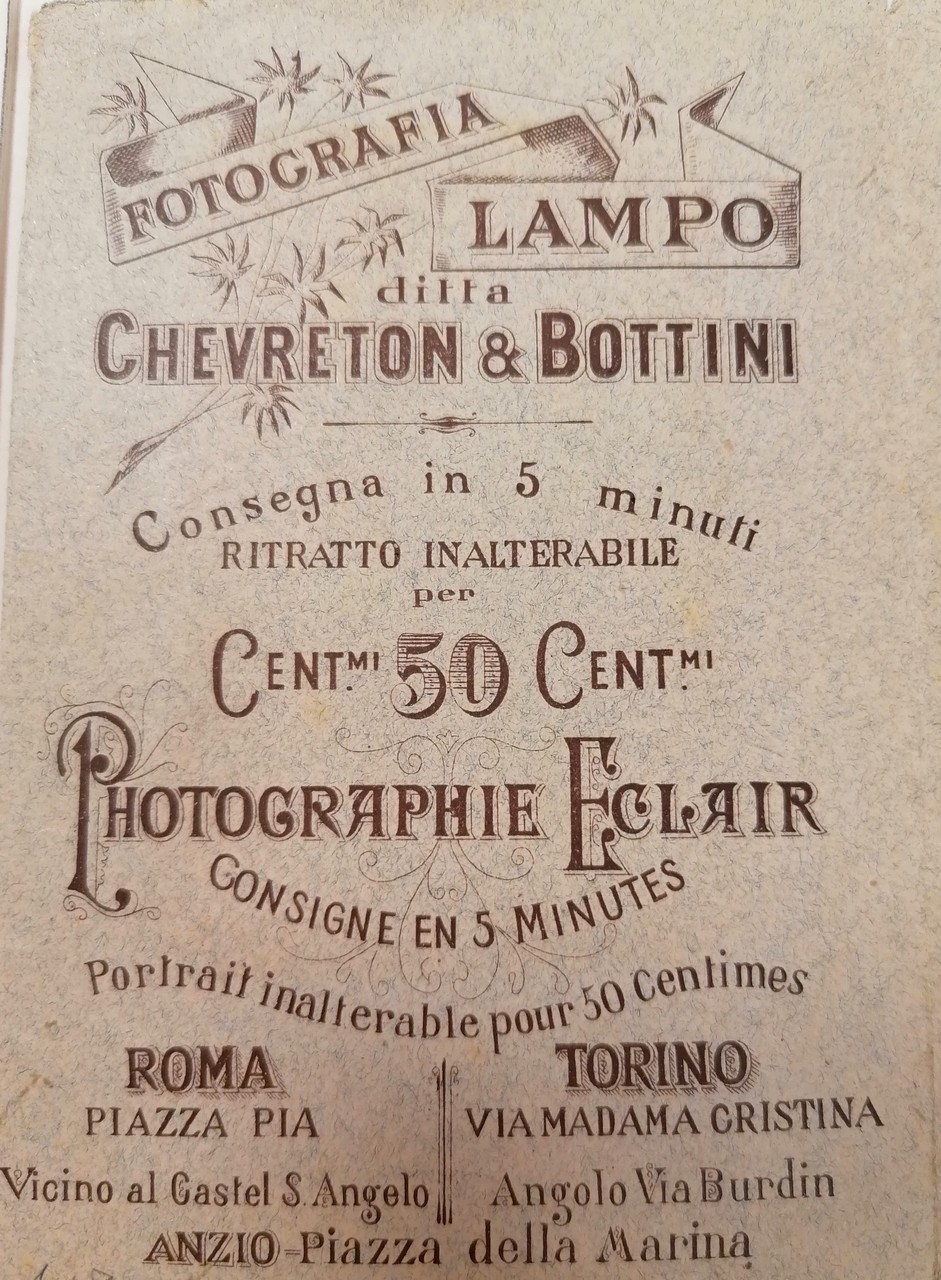 FOTOGRAFIA
LAMPO
ditta
CHEVRETON & BOTTINI
Consegna in 5 minuti
RITRATTO INALTERABILE
per
CENT.MI 50 CENT.MI
PHOTOGRAPHIE ECLAIR
CONSIGNE EN 5 MINUTES
Portrait inalterable pour 50 Centimes
ROMA
PIAZZA PIA
Vicino al Castel S. Angelo
TORINO
VIA MADAMA CRISTINA
Angolo Via Burdin
ANZIO-Piazza della Marina